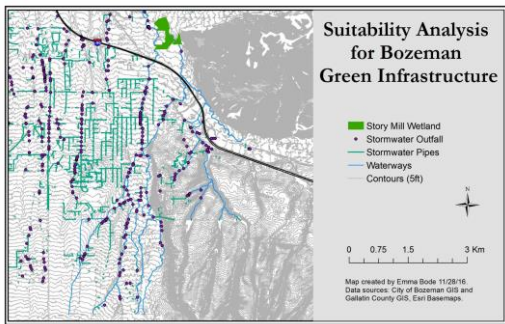 Suitability Analysis
for Bozeman
Green Infrastructure
Story Mill Wetland
Stormwater Outfall
Stormwater Pipes
Waterways
Contours (5ft)
N
0 0.75 1.5 3 Km
Map created by Emma Bode 11/28/16.
Data sources: City of Bozeman GIS and
Gallatin County GIS, Esri Basemaps.